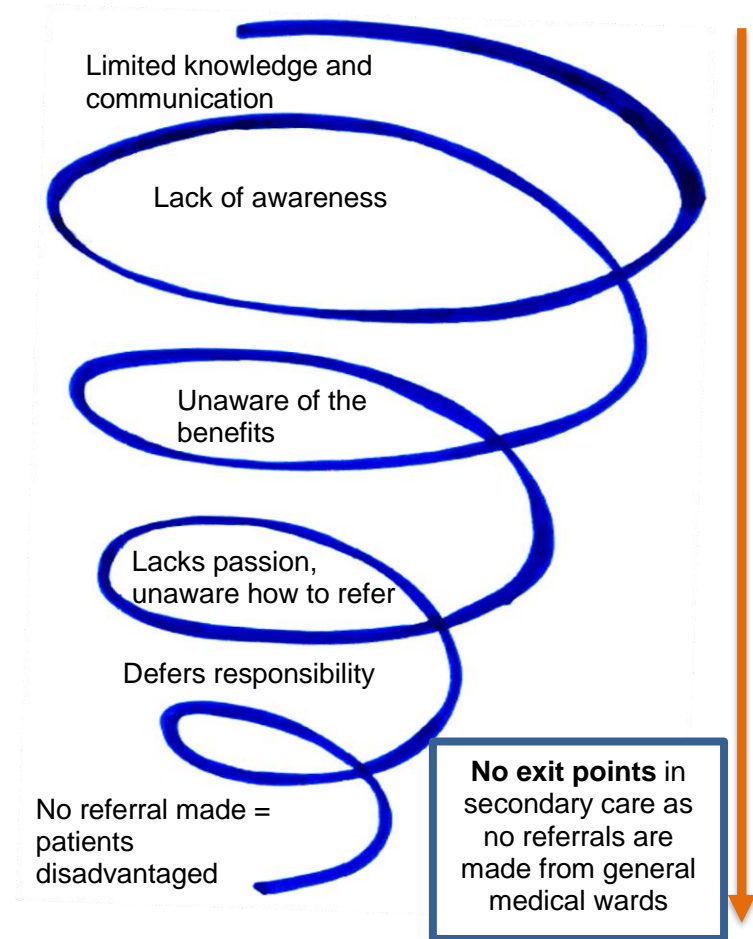 Limited knowledge and
communication
Lack of awareness
Unaware of the
benefits
Lacks passion,
unaware how to refer
Defers responsibility
No referral made =
patients
disadvantaged
No exit points in
secondary care as
no referrals are
made from general
medical wards